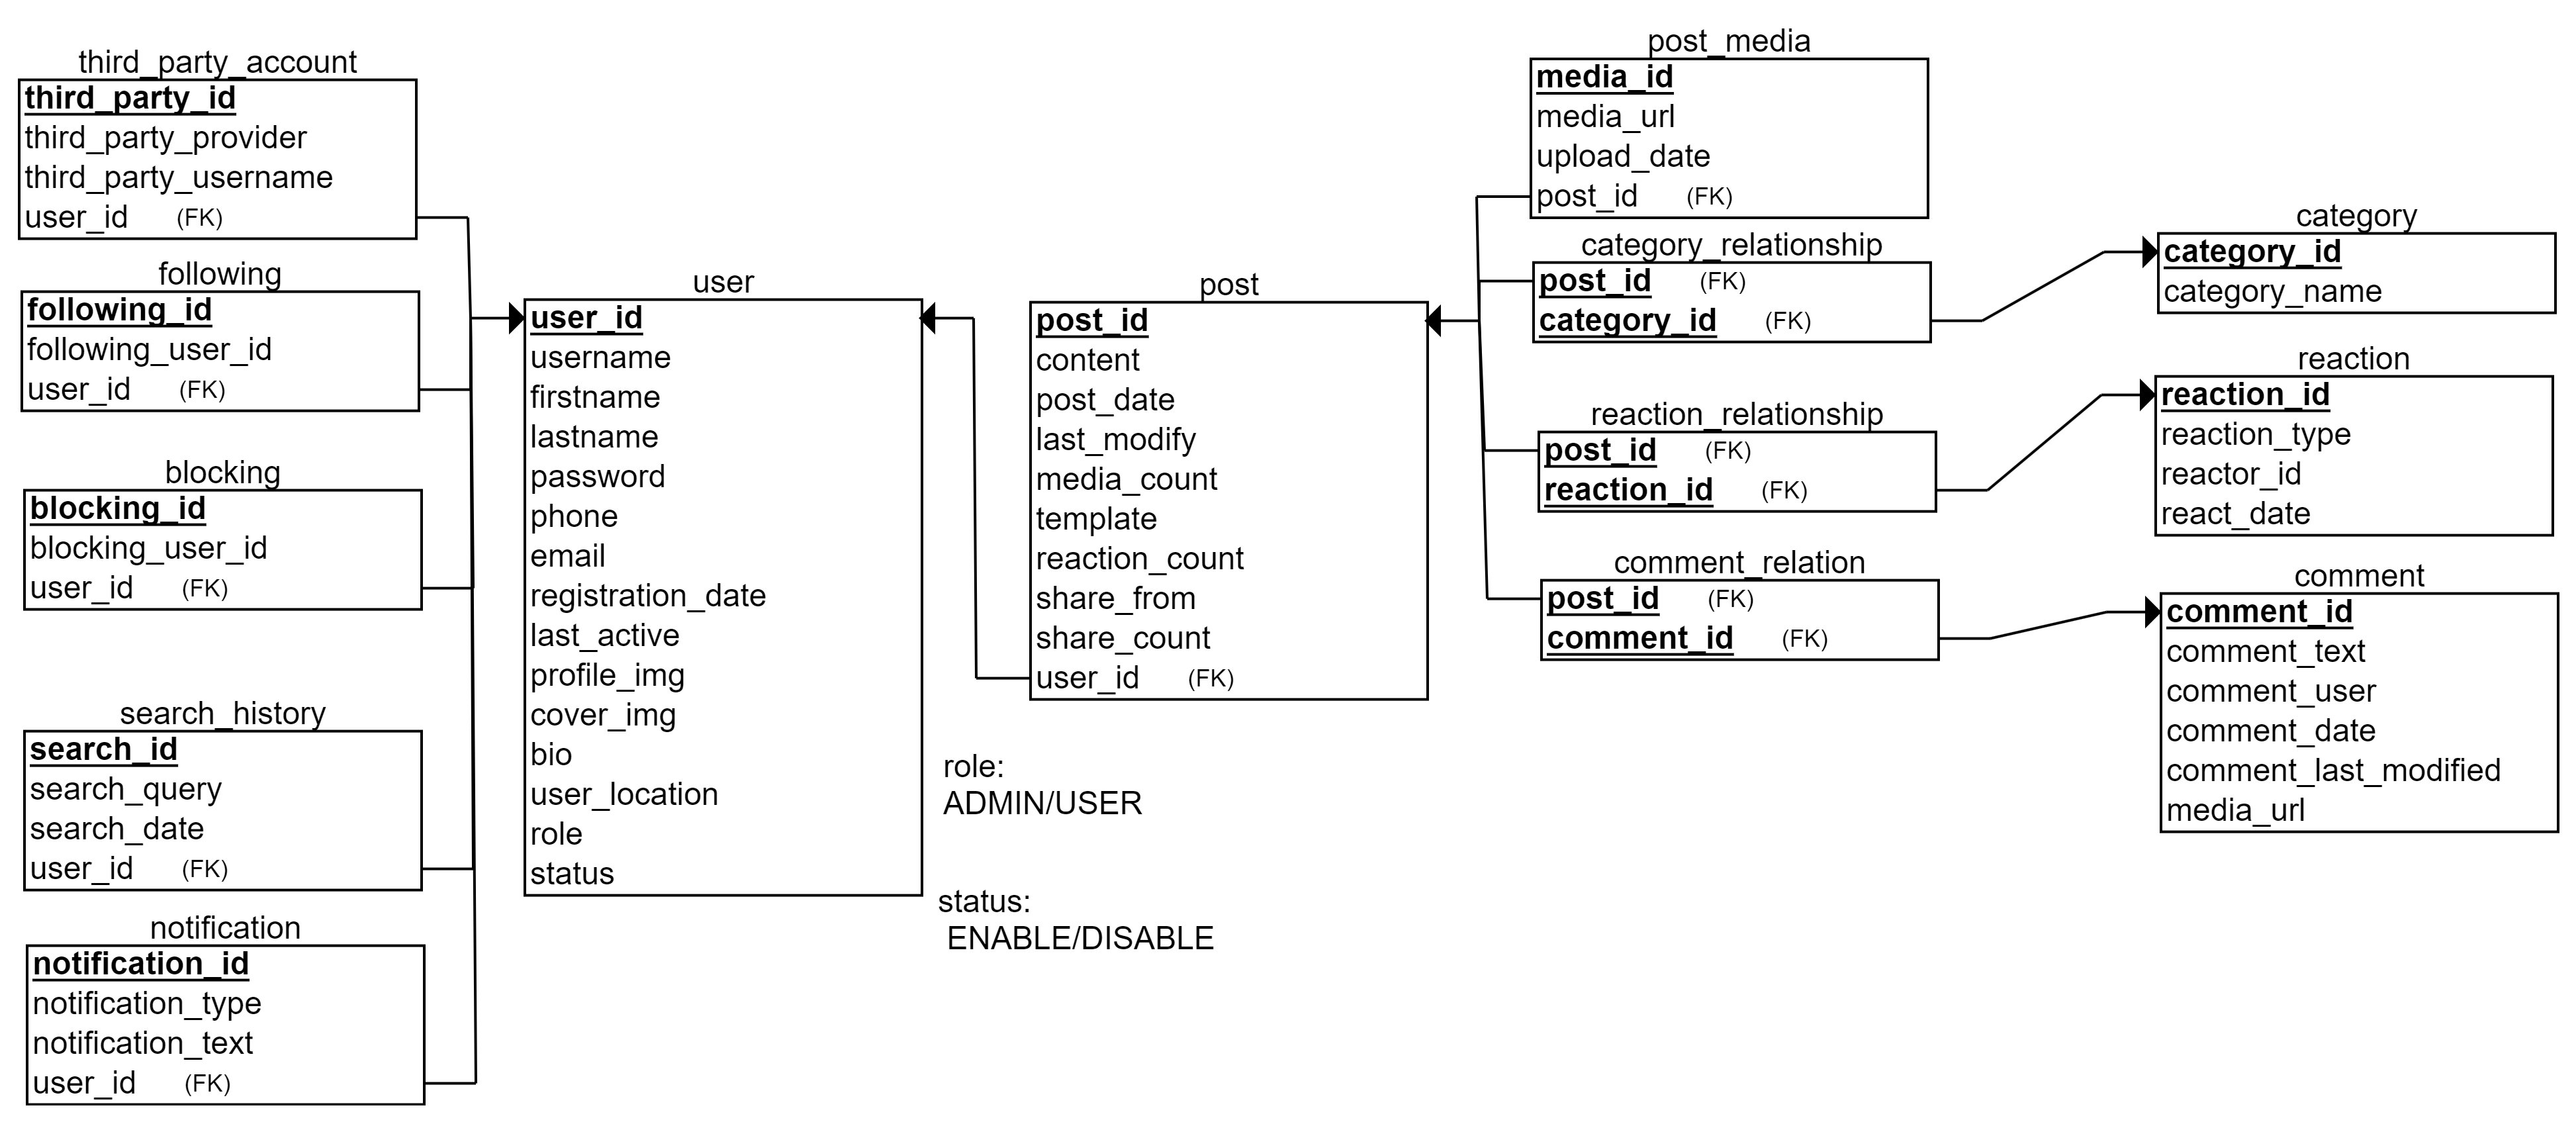 third_party_account
third_party_id
third_party_provider
third_party_username
user_id (FK)
following
following_id
following_user_id
user_id (FK)
blocking
blocking_id
blocking_user_id
user_id (FK)
search_history
search_id
search_query
search_date
user_id (FK)
notification
notification_id
notification_type
notification_text
user_id (FK)
user
user_id
username
firstname
lastname
password
phone
email
registration_date
last_active
profile_img
cover_img
bio
user_location
role
status
post
post_id
content
post_date
last_modify
media_count
template
reaction_count
share_from
share_count
user_id (FK)
role:
ADMIN/USER
status:
ENABLE/DISABLE
post_media
media_id
media_url
upload_date
post_id (FK)
category_relationship
post_id (FK)
category_id (FK)
reaction_relationship
post_id (FK)
reaction_id (FK)
comment_relation
post_id (FK)
comment_id (FK)
category
category_id
category_name
reaction
reaction_id
reaction_type
reactor_id
react_date
comment
comment_id
comment_text
comment_user
comment_date
comment_last_modified
media_url